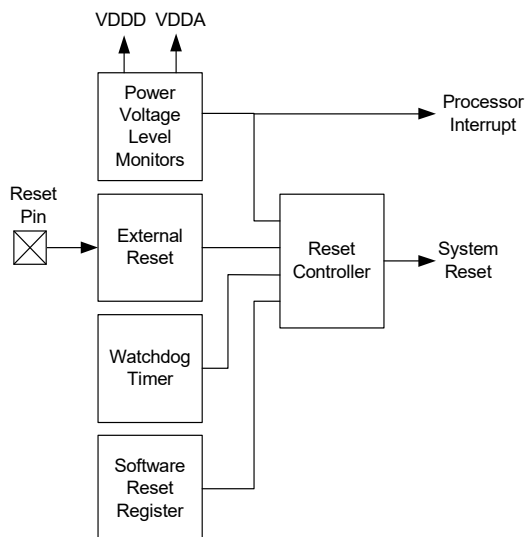 VDDD VDDA
Power
Voltage
Level
Monitors
Processor
Interrupt
Reset
Pin
External
Reset
Reset
Controller
System
Reset
Watchdog
Timer
Software
Reset
Register